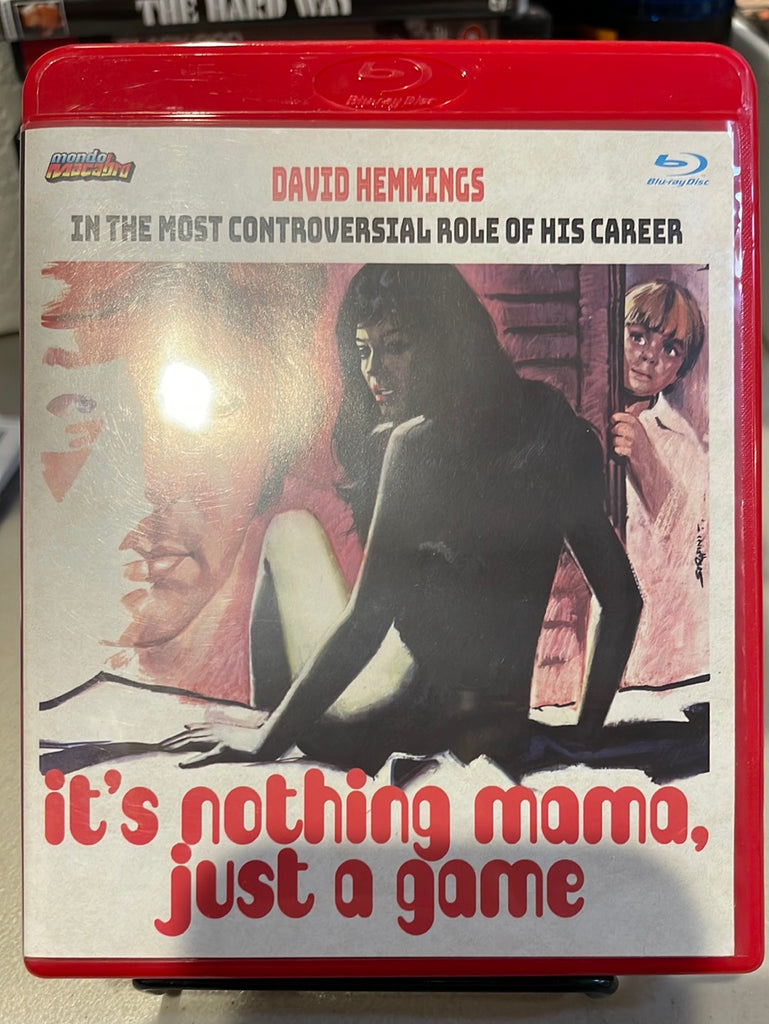 THE HARD WAY
Blu-ray Disc
mondo
Macabro
Blu-ray Disc
DAVID HEMMINGS
IN THE MOST CONTROVERSIAL ROLE OF HIS CAREER
it's nothing mama,
just a game